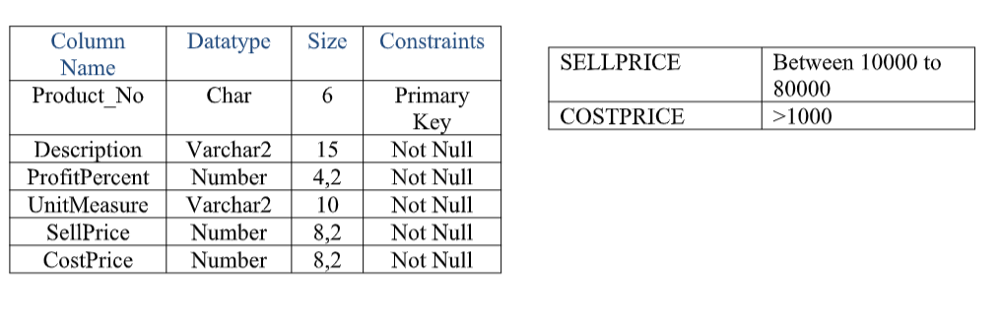 Column Name Datatype Size Constraints
Product_No Char 6 Primary Key
Description Varchar2 15 Not Null
ProfitPercent Number 4,2 Not Null
UnitMeasure Varchar2 10 Not Null
SellPrice Number 8,2 Not Null
CostPrice Number 8,2 Not Null
SELLPRICE Between 10000 to 80000
COSTPRICE >1000